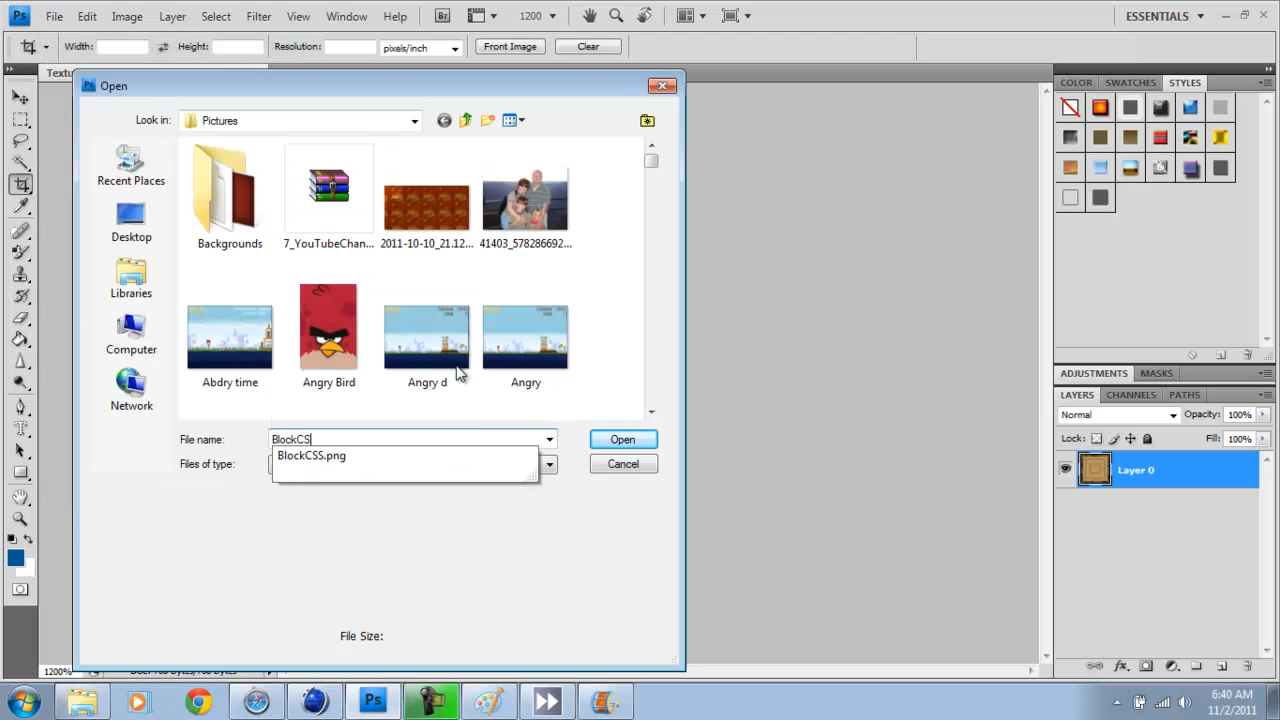 Ps File Edit Image Layer Select Filter View Window Help Br 1200 ESSENTIALS
Width: Height: Resolution: pixels/inch Front Image Clear
Textu
Ps Open
COLOR SWATCHES STYLES
Look in: Pictures
Recent Places
Desktop
Libraries
Computer
Network
Backgrounds 7_YouTubeChan... 2011-10-10_21.12... 41403_578286692...
Abdry time Angry Bird Angry d Angry
File name: BlockCS Open
BlockCSS.png
Files of type: Cancel
File Size:
ADJUSTMENTS MASKS
LAYERS CHANNELS PATHS
Normal Opacity: 100%
Lock: Fill: 100%
Layer 0
fx
1200%
Ps
6:40 AM
11/2/2011